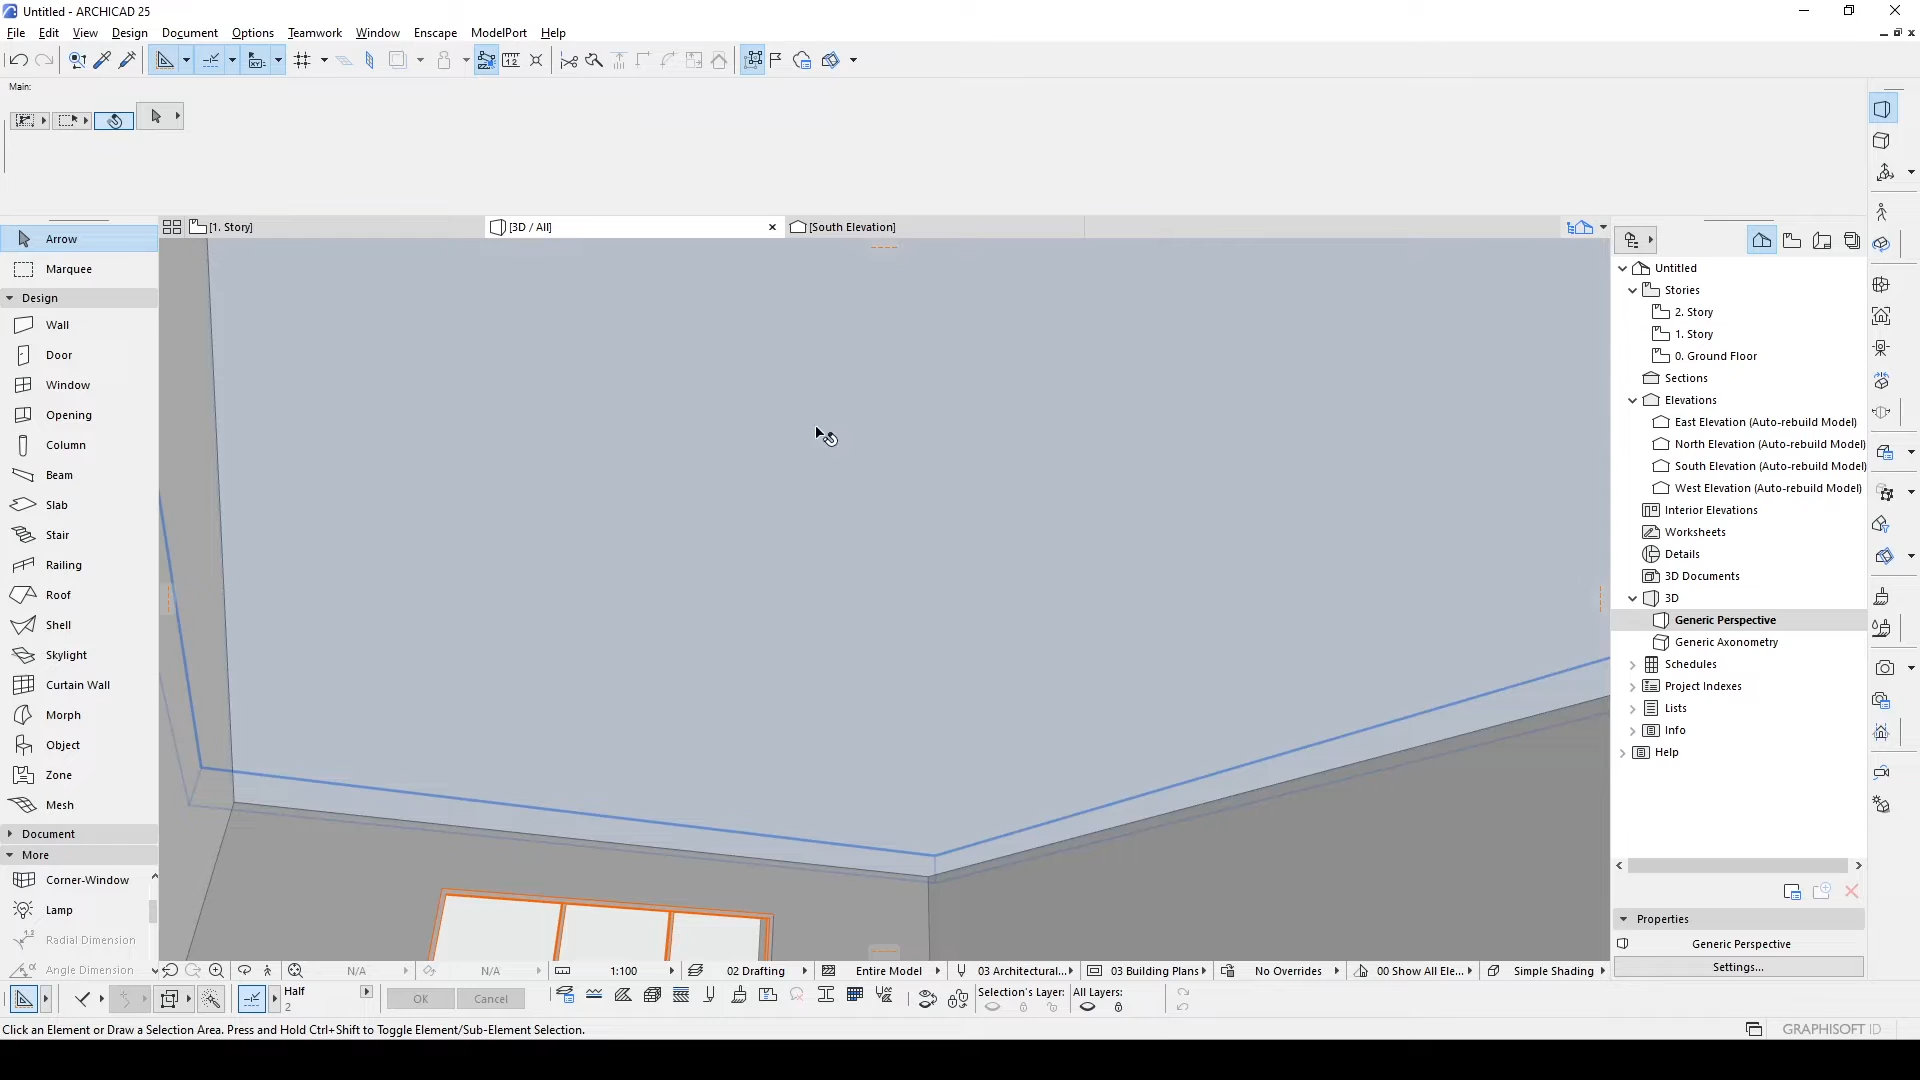 Untitled - ARCHICAD 25
File Edit View Design Document Options Teamwork Window Enscape ModelPort Help
Main:
[1. Story]
[3D / All]
[South Elevation]
Arrow
Marquee
Design
Wall
Door
Window
Opening
Column
Beam
Slab
Stair
Railing
Roof
Shell
Skylight
Curtain Wall
Morph
Object
Zone
Mesh
Document
More
Corner-Window
Lamp
Radial Dimension
Angle Dimension
Untitled
Stories
2. Story
1. Story
0. Ground Floor
Sections
Elevations
East Elevation (Auto-rebuild Model)
North Elevation (Auto-rebuild Model)
South Elevation (Auto-rebuild Model)
West Elevation (Auto-rebuild Model)
Interior Elevations
Worksheets
Details
3D Documents
3D
Generic Perspective
Generic Axonometry
Schedules
Project Indexes
Lists
Info
Help
Properties
Generic Perspective
Settings...
N/A N/A 1:100 02 Drafting Entire Model 03 Architectural... 03 Building Plans No Overrides 00 Show All Ele... Simple Shading
Half
2
OK Cancel
Selection's Layer: All Layers:
Click an Element or Draw a Selection Area. Press and Hold Ctrl+Shift to Toggle Element/Sub-Element Selection.
GRAPHISOFT ID